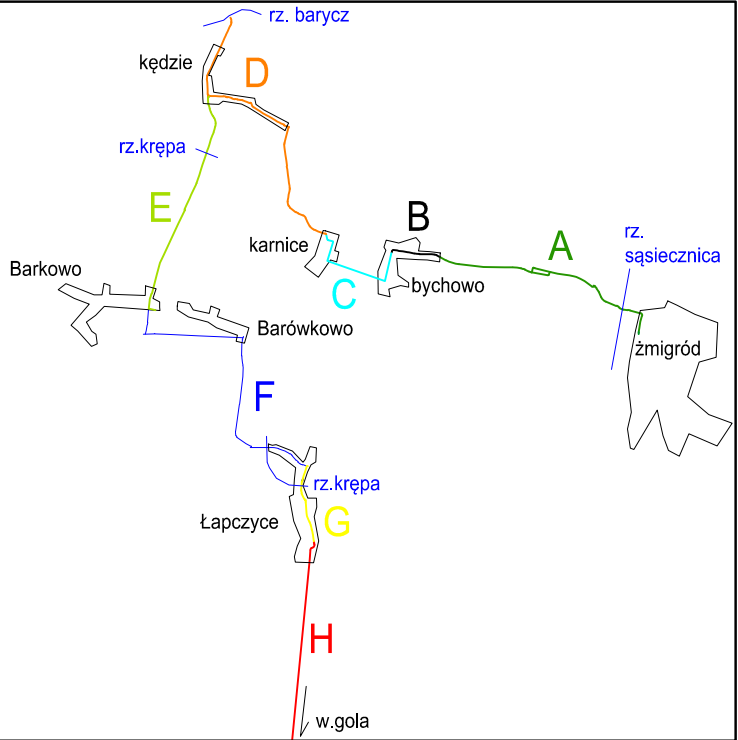 rz. barycz
kędzie
D
rz.krępa
E
B
rz.
sąsiecznica
karnice
A
Barkowo
C
bychowo
Barówkowo
żmigród
F
rz.krępa
Łapczyce
G
H
w.gola